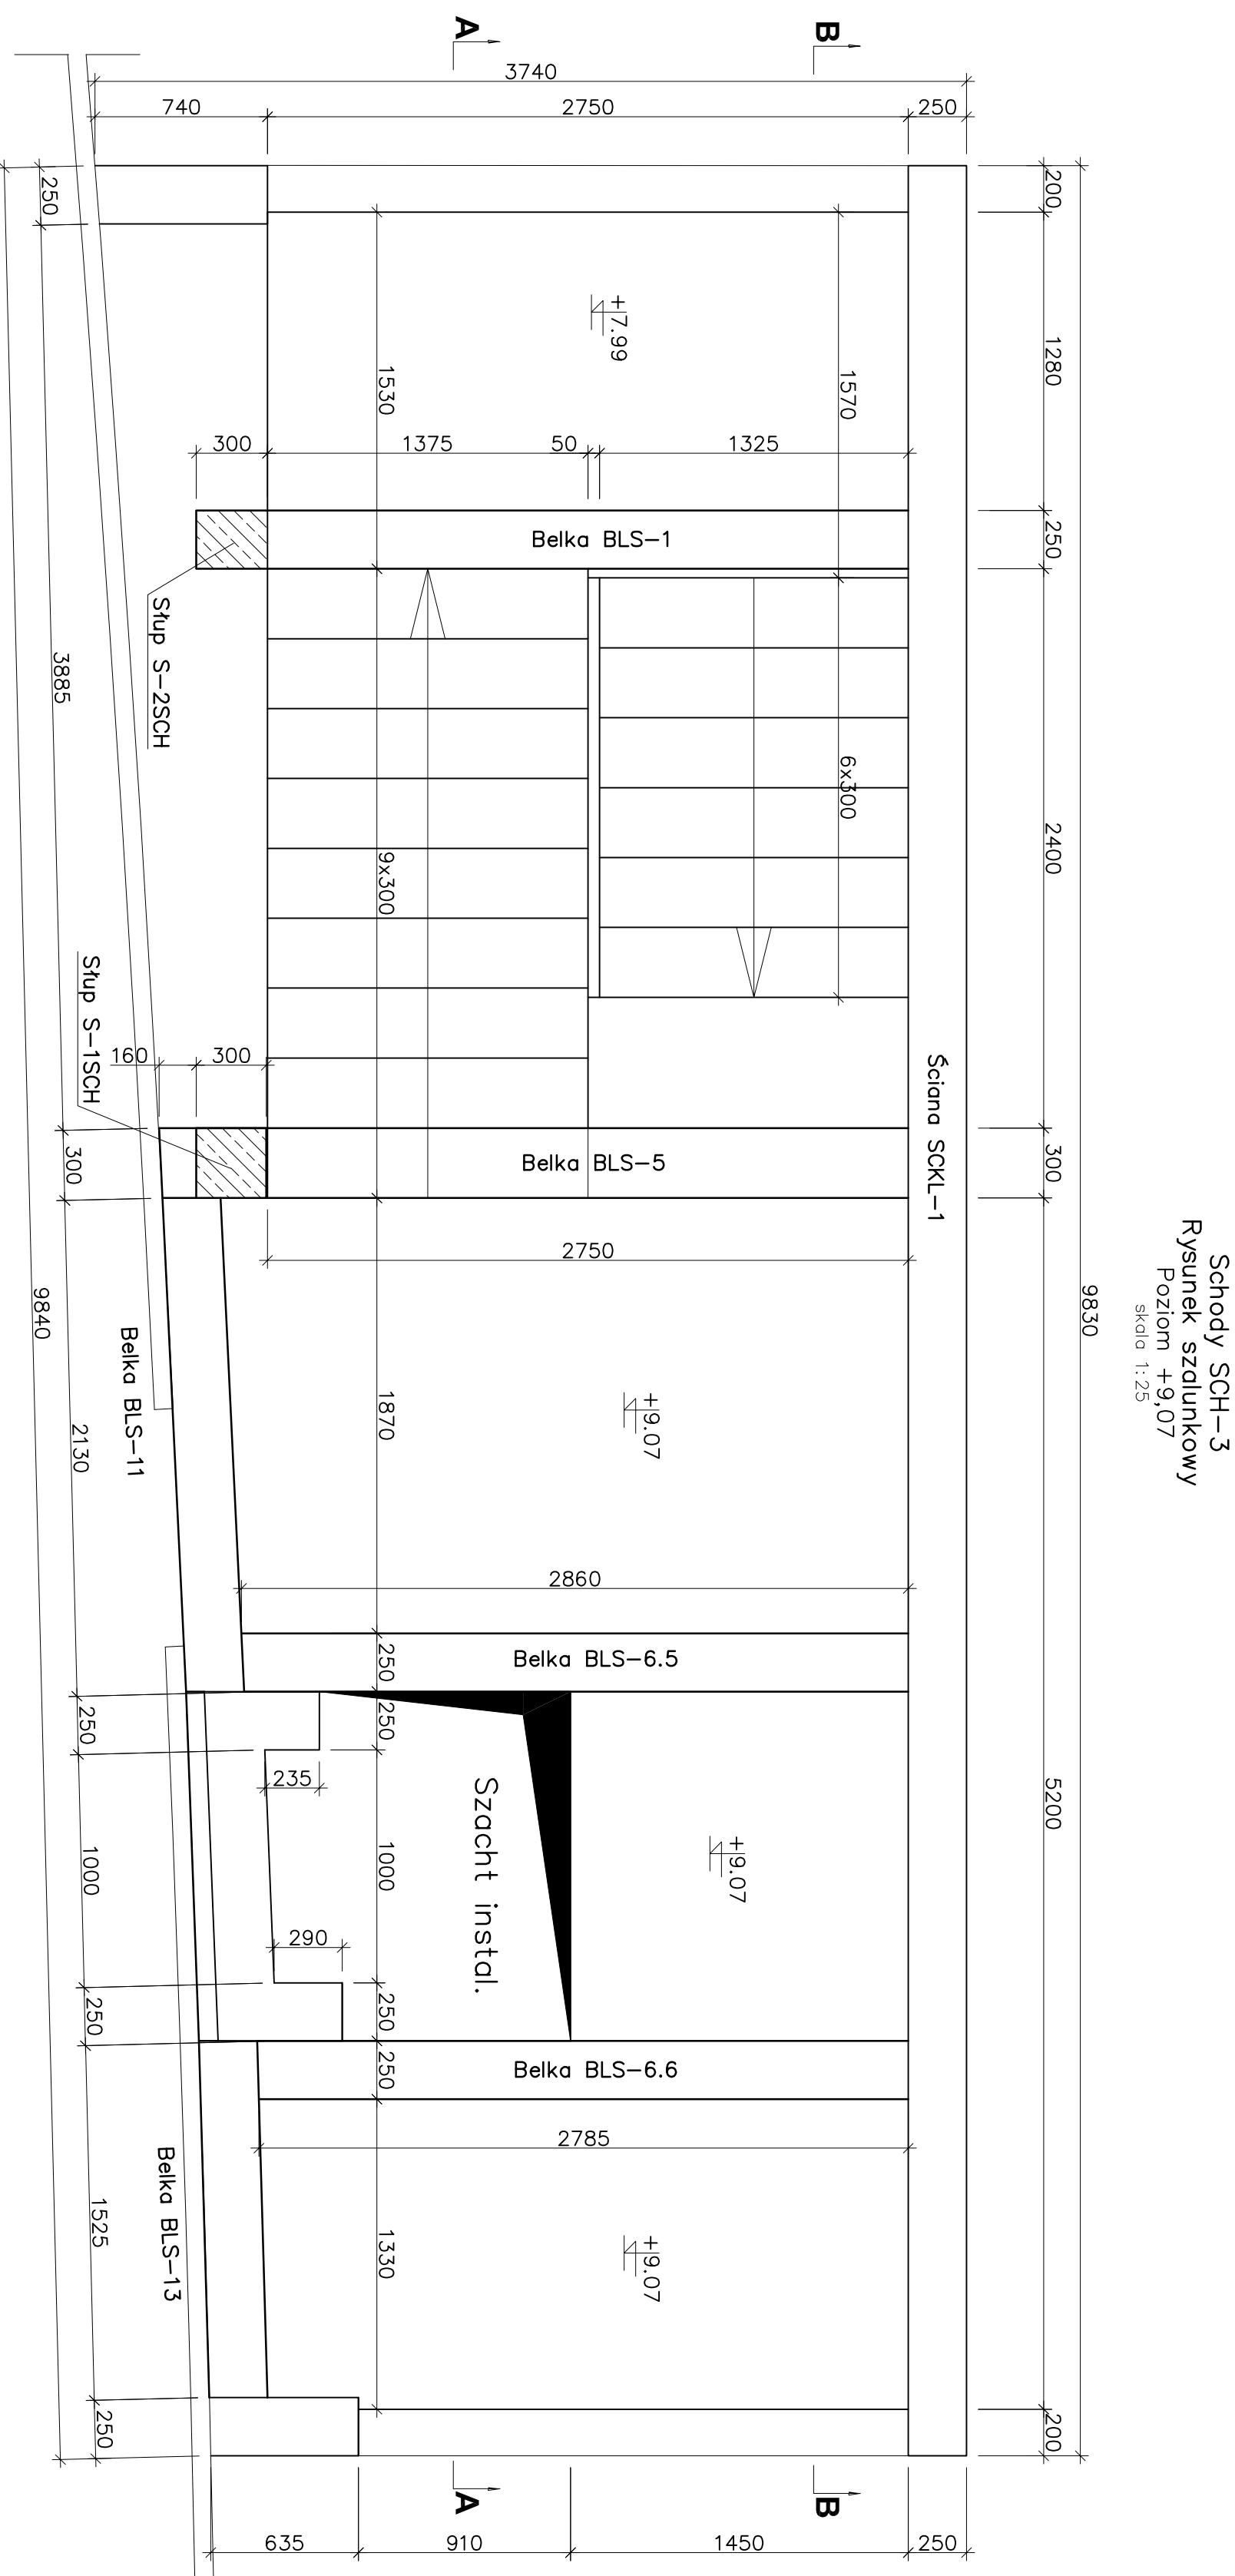 Schody SCH-3
Rysunek szalunkowy
Poziom +9,07
skala 1:25
A
B
3740
740
2750
250
9830
200
1280
250
2400
300
5200
200
250
3885
300
2130
250
1000
250
1525
250
9840
+7.99
1530
1570
300
1375
50
1325
Belka BLS-1
Słup S-2SCH
6x300
9x300
Słup S-1SCH
160
300
Belka BLS-5
Ściana SCKL-1
2750
Belka BLS-11
1870
+9.07
2860
Belka BLS-6.5
250
250
235
1000
Szacht instal.
+9.07
290
250
250
Belka BLS-6.6
2785
Belka BLS-13
1330
+9.07
A
B
635
910
1450
250